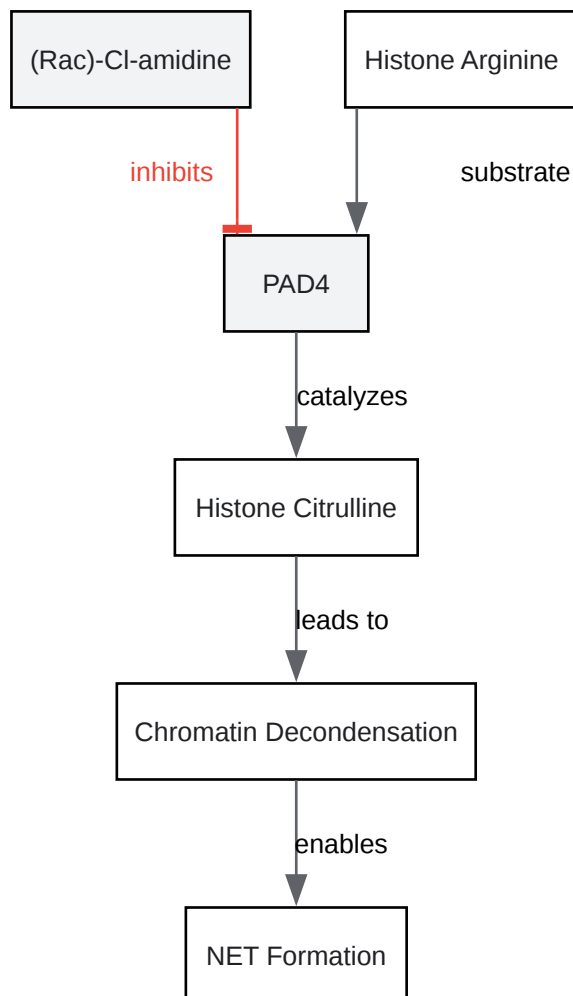 (Rac)-Cl-amidine
Histone Arginine
inhibits
substrate
PAD4
catalyzes
Histone Citrulline
leads to
Chromatin Decondensation
enables
NET Formation